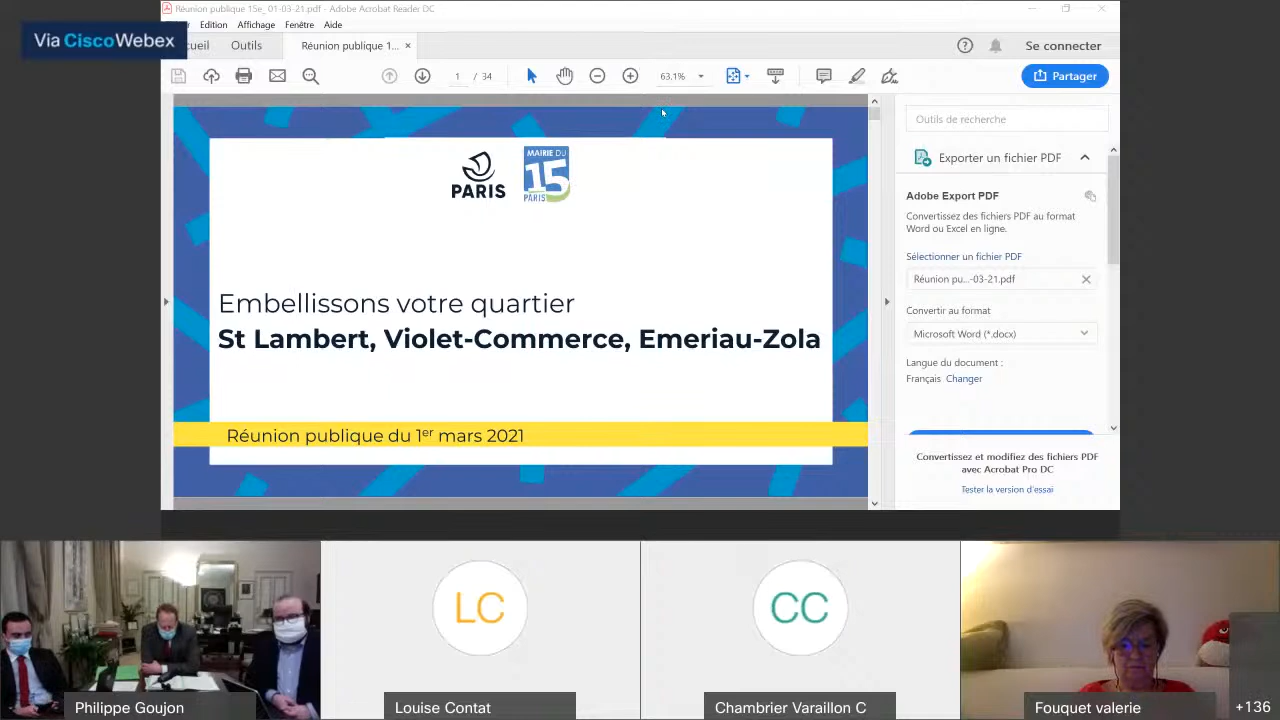 Réunion publique 15e_ 01-03-21.pdf - Adobe Acrobat Reader DC
Via CiscoWebex
Edition Affichage Fenêtre Aide
Outils
Réunion publique 1... ×
Se connecter
1 / 34
63,1%
Partager
Outils de recherche
Exporter un fichier PDF
Adobe Export PDF
Convertissez des fichiers PDF au format
Word ou Excel en ligne.
Sélectionner un fichier PDF
Réunion pu...-03-21.pdf
Convertir au format
Microsoft Word (*.docx)
Langue du document :
Français Changer
Convertissez et modifiez des fichiers PDF
avec Acrobat Pro DC
Tester la version d'essai
PARIS
MAIRIE DU
15
PARIS
Embellissons votre quartier
St Lambert, Violet-Commerce, Emeriau-Zola
Réunion publique du 1er mars 2021
LC
CC
Philippe Goujon
Louise Contat
Chambrier Varaillon C
Fouquet valerie
+136